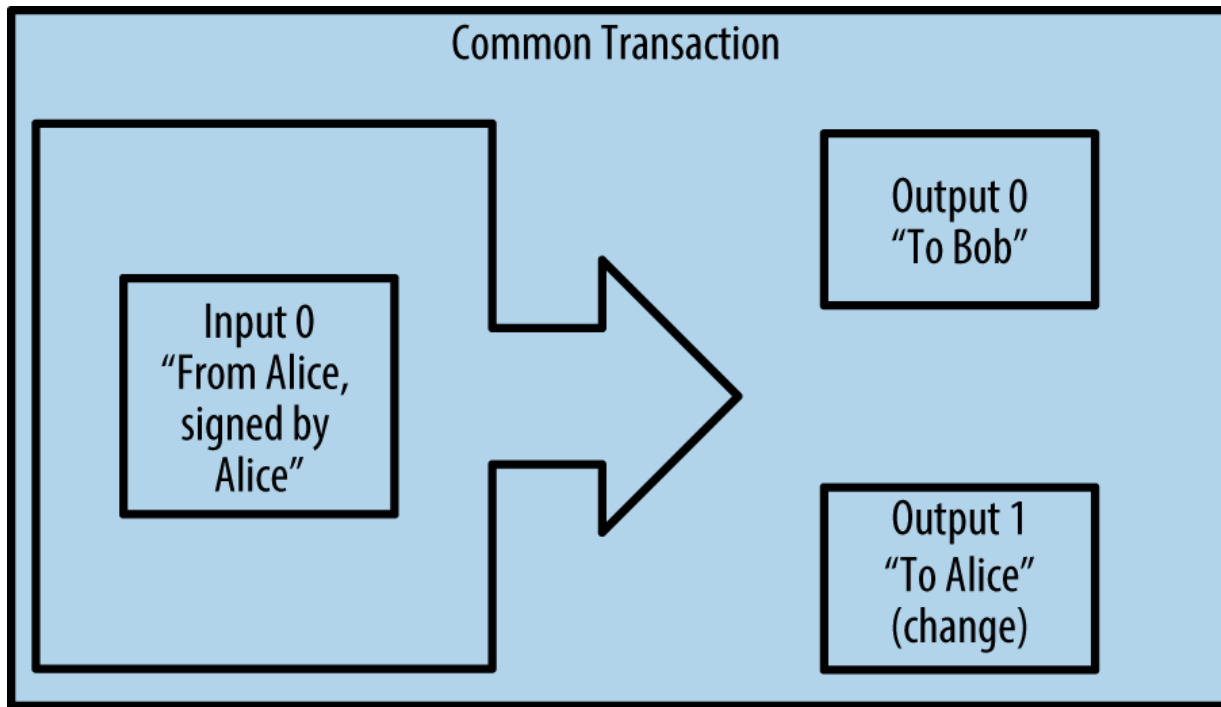 Common Transaction
Input 0
“From Alice,
signed by
Alice”
Output 0
“To Bob”
Output 1
“To Alice”
(change)